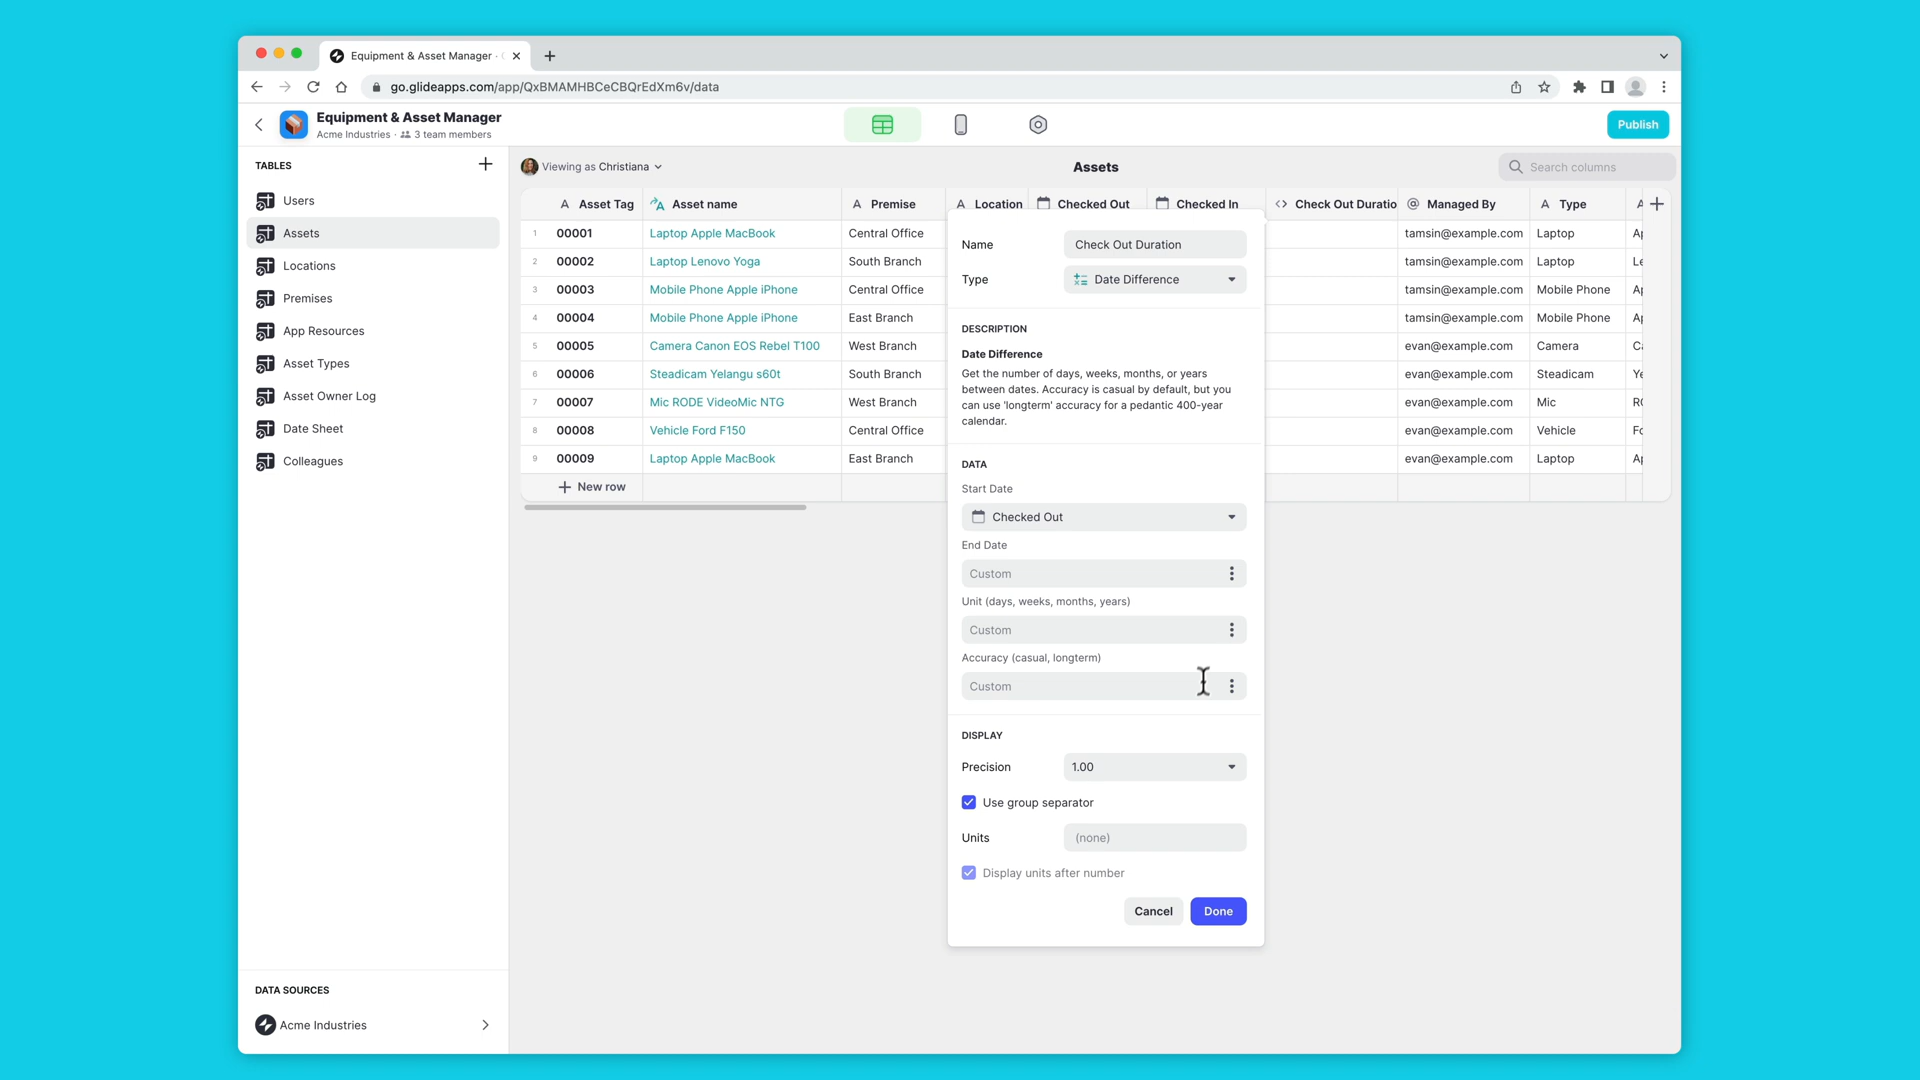 Equipment & Asset Manager ·
go.glideapps.com/app/QxBMAMHBCeCBQrEdXm6v/data
Equipment & Asset Manager
Acme Industries · 3 team members
Publish
TABLES
Users
Assets
Locations
Premises
App Resources
Asset Types
Asset Owner Log
Date Sheet
Colleagues
DATA SOURCES
Acme Industries
Viewing as Christiana
Assets
Search columns
Asset Tag Asset name Premise Location Checked Out Checked In Check Out Duratio Managed By Type
1 00001 Laptop Apple MacBook Central Office tamsin@example.com Laptop
2 00002 Laptop Lenovo Yoga South Branch tamsin@example.com Laptop
3 00003 Mobile Phone Apple iPhone Central Office tamsin@example.com Mobile Phone
4 00004 Mobile Phone Apple iPhone East Branch tamsin@example.com Mobile Phone
5 00005 Camera Canon EOS Rebel T100 West Branch evan@example.com Camera
6 00006 Steadicam Yelangu s60t South Branch evan@example.com Steadicam
7 00007 Mic RODE VideoMic NTG West Branch evan@example.com Mic
8 00008 Vehicle Ford F150 Central Office evan@example.com Vehicle
9 00009 Laptop Apple MacBook East Branch evan@example.com Laptop
New row
Name Check Out Duration
Type Date Difference
DESCRIPTION
Date Difference
Get the number of days, weeks, months, or years
between dates. Accuracy is casual by default, but you
can use 'longterm' accuracy for a pedantic 400-year
calendar.
DATA
Start Date
Checked Out
End Date
Custom
Unit (days, weeks, months, years)
Custom
Accuracy (casual, longterm)
Custom
DISPLAY
Precision 1.00
Use group separator
Units (none)
Display units after number
Cancel Done